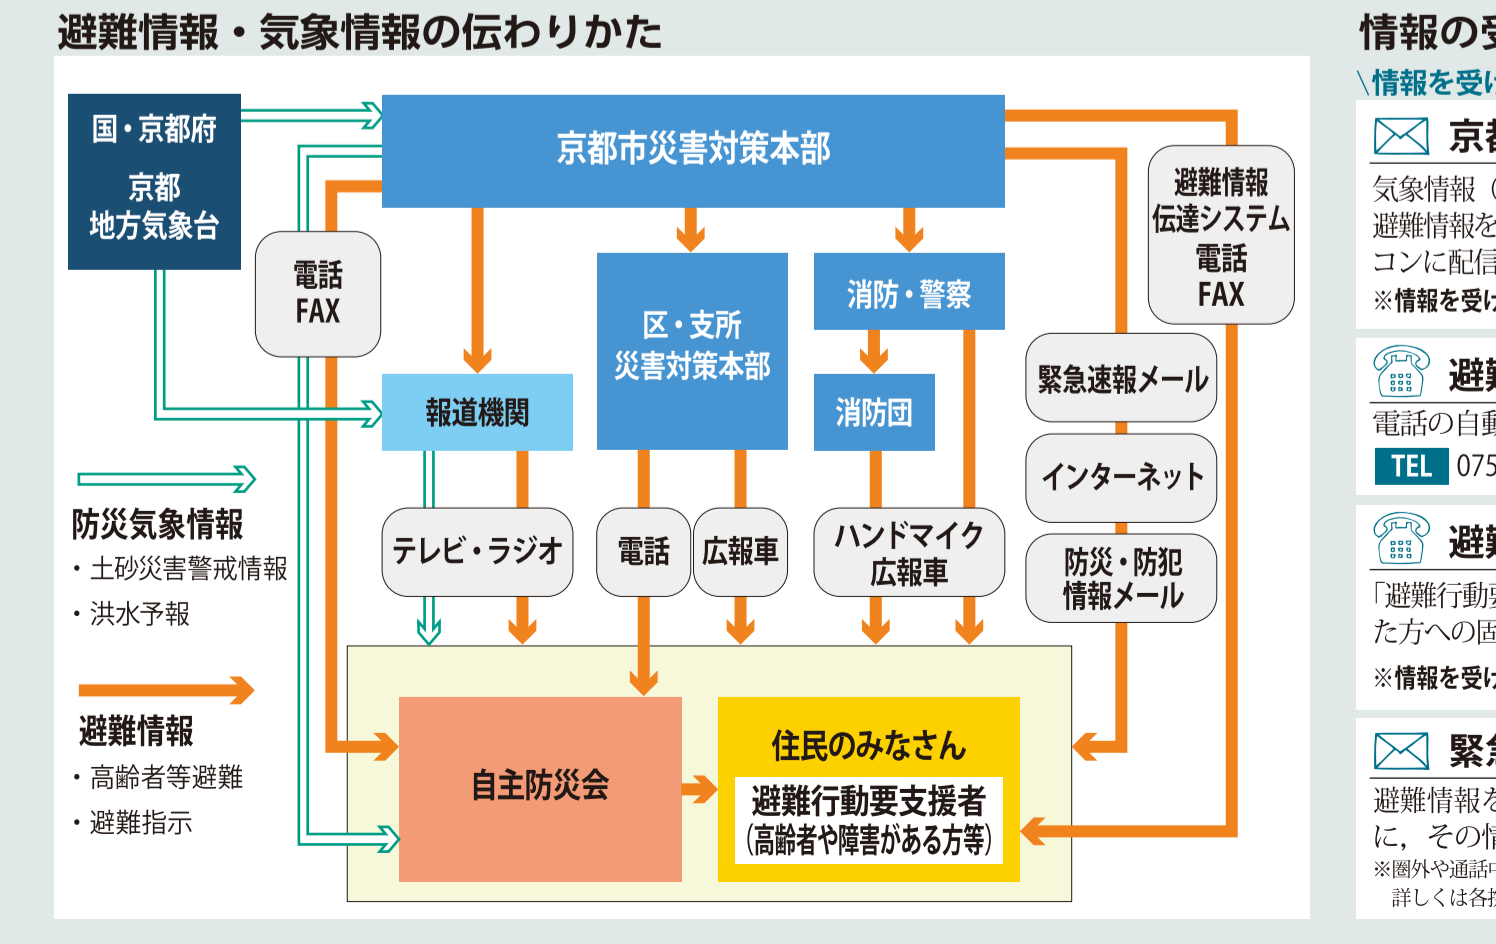 避難情報・気象情報の伝わりかた
国・京都府
京都
地方気象台
京都市災害対策本部
電話
FAX
避難情報
伝達システム
電話
FAX
区・支所
災害対策本部
消防・警察
消防団
報道機関
緊急速報メール
インターネット
防災・防犯
情報メール
テレビ・ラジオ
電話
広報車
ハンドマイク
広報車
防災気象情報
・土砂災害警戒情報
・洪水予報
避難情報
・高齢者等避難
・避難指示
自主防災会
住民のみなさん
避難行動要支援者
(高齢者や障害がある方等)
情報の
\情報を受け
京
気象情報（
避難情報を
コンに配信
※情報を受け
避難
電話の自動
TEL 075
避難
「避難行動要
た方への固
※情報を受け
緊急
避難情報を
に，その情
※圏外や通話中
詳しくは各携